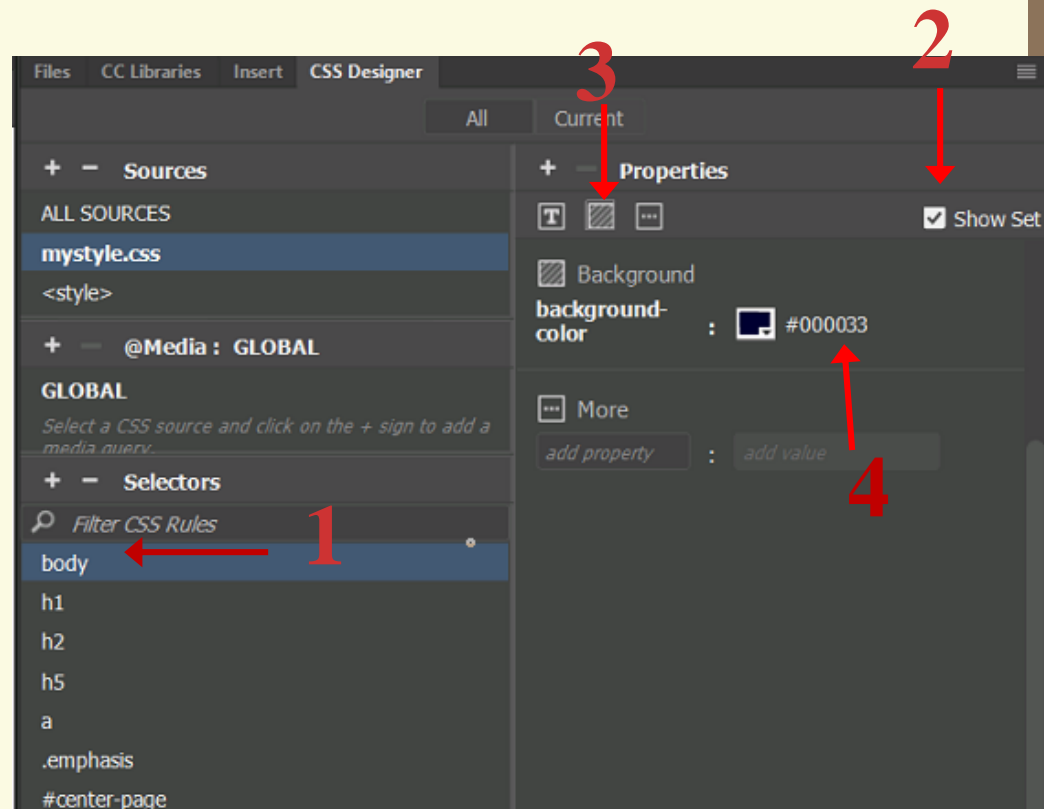 2
3
Files CC Libraries Insert CSS Designer
All Current
+ − Sources
ALL SOURCES
mystyle.css
<style>
+ − @Media : GLOBAL
GLOBAL
Select a CSS source and click on the + sign to add a
media query.
+ − Selectors
Filter CSS Rules
1
body
h1
h2
h5
a
.emphasis
#center-page
+ − Properties
T
Show Set
Background
background-
color : #000033
More
add property : add value
4